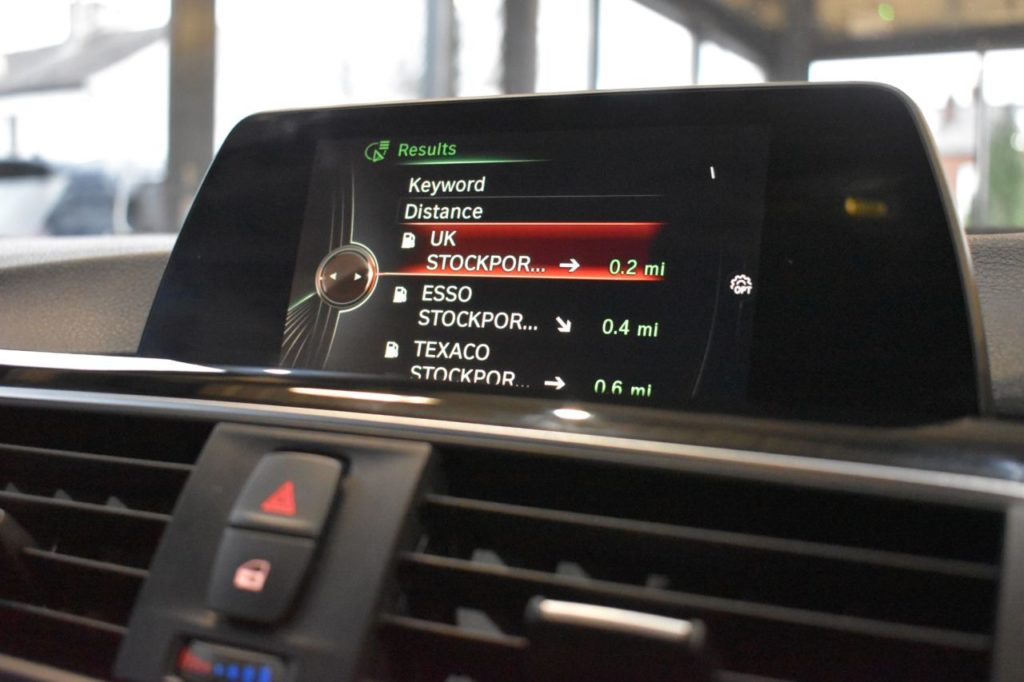 Results
Keyword
Distance
UK
STOCKPOR... → 0.2 mi
ESSO
STOCKPOR... ↘ 0.4 mi
TEXACO
STOCKPOR... → 0.6 mi
OPT